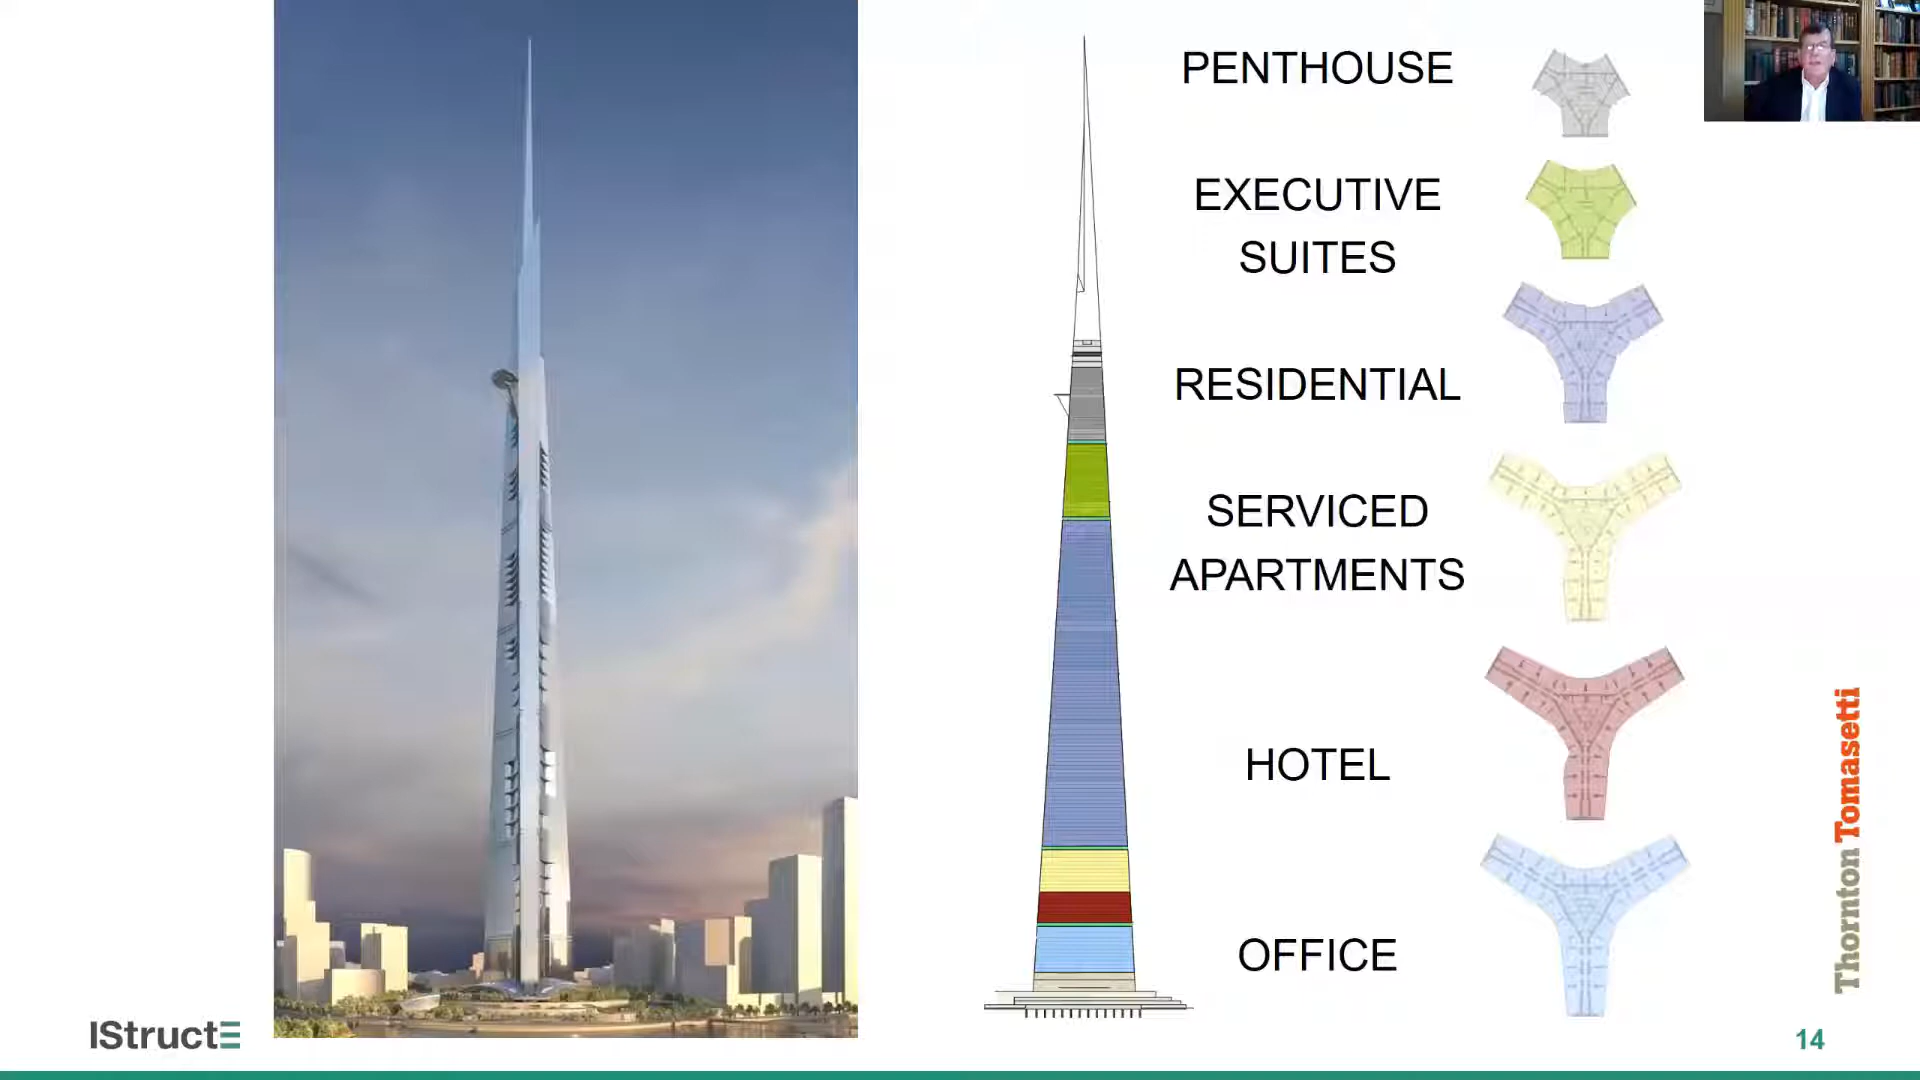 PENTHOUSE
EXECUTIVE
SUITES
RESIDENTIAL
SERVICED
APARTMENTS
HOTEL
OFFICE
Thornton Tomasetti
IStructE
14